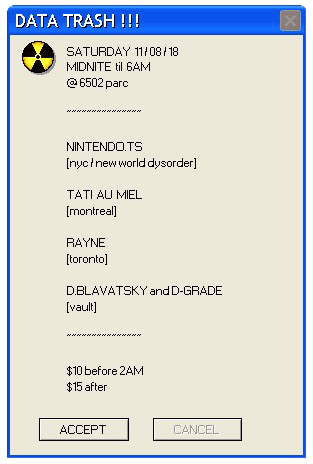 DATA TRASH !!!
SATURDAY 11/08/18
MIDNITE til 6AM
@ 6502 parc
~~~~~~~~~~~~~~~
NINTENDO.TS
[nyc / new world dysorder]
TATI AU MIEL
[montreal]
RAYNE
[toronto]
D.BLAVATSKY and D-GRADE
[vault]
~~~~~~~~~~~~~~~
$10 before 2AM
$15 after
ACCEPT
CANCEL